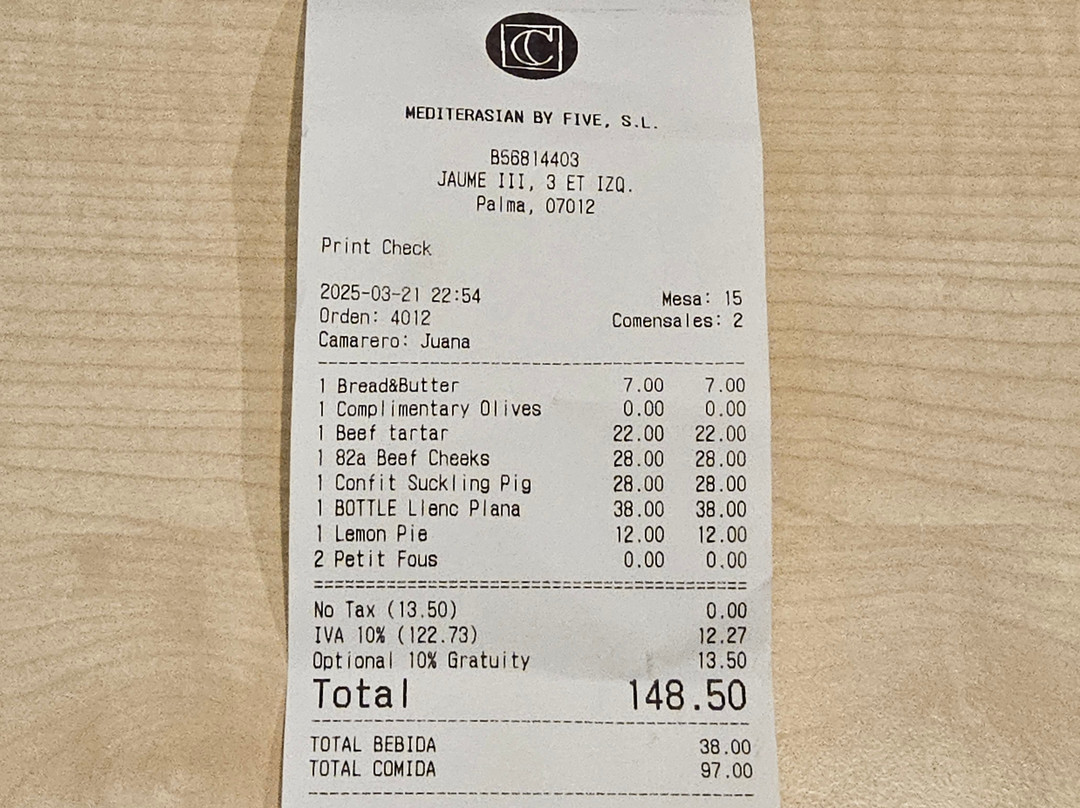 C
MEDITERASIAN BY FIVE, S.L.
B56814403
JAUME III, 3 ET IZQ.
Palma, 07012
Print Check
2025-03-21 22:54 Mesa: 15
Orden: 4012 Comensales: 2
Camarero: Juana
1 Bread&Butter 7.00 7.00
1 Complimentary Olives 0.00 0.00
1 Beef tartar 22.00 22.00
1 82a Beef Cheeks 28.00 28.00
1 Confit Suckling Pig 28.00 28.00
1 BOTTLE Llenc Plana 38.00 38.00
1 Lemon Pie 12.00 12.00
2 Petit Fous 0.00 0.00
No Tax (13.50) 0.00
IVA 10% (122.73) 12.27
Optional 10% Gratuity 13.50
Total 148.50
TOTAL BEBIDA 38.00
TOTAL COMIDA 97.00